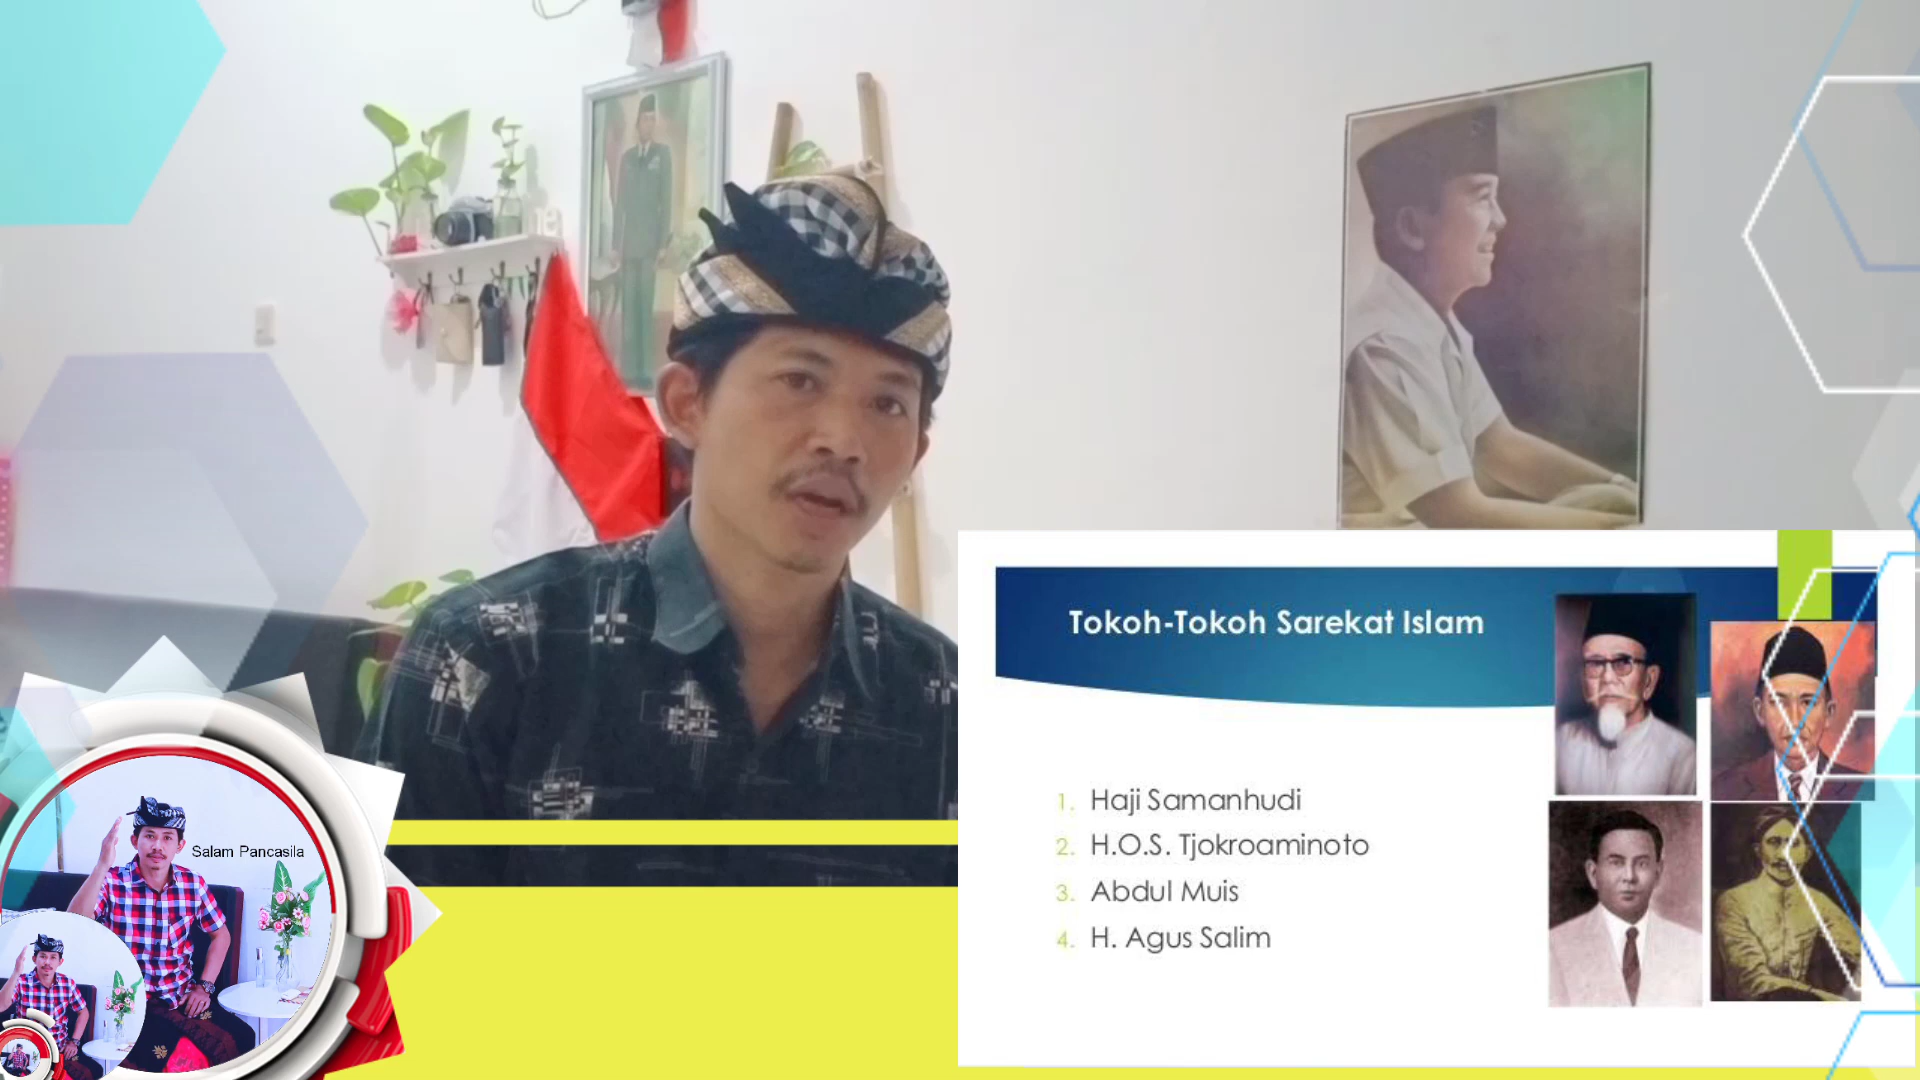 Tokoh-Tokoh Sarekat Islam
1. Haji Samanhudi
2. H.O.S. Tjokroaminoto
3. Abdul Muis
4. H. Agus Salim
Salam Pancasila